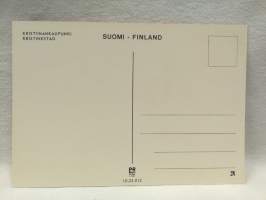 KRISTIINANKAUPUNKI
KRISTINESTAD
SUOMI - FINLAND